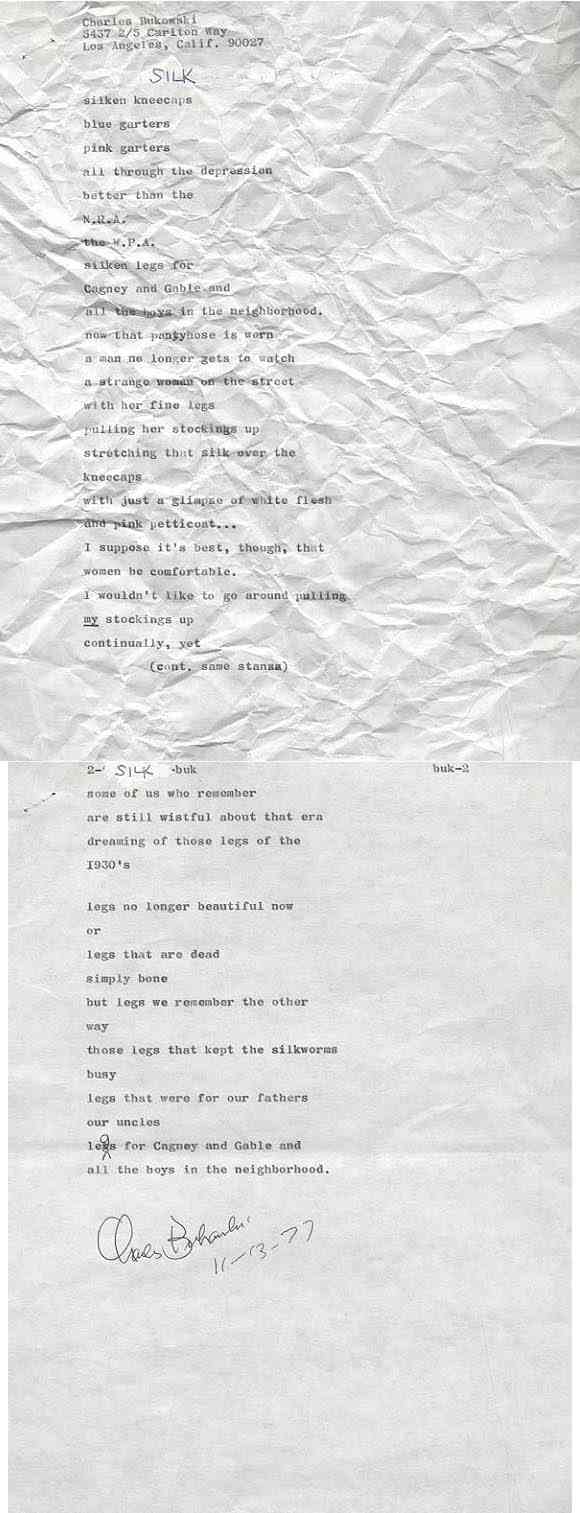 Charles Bukowski
5437 2/5 Carlton Way
Los Angeles, Calif. 90027
SILK
silken kneecaps
blue garters
pink garters
all through the depression
better than the
N.R.A.
the W.P.A.
silken legs for
Cagney and Gable and
all the boys in the neighborhood.
now that pantyhose is worn
a man no longer gets to watch
a strange woman on the street
with her fine legs
pulling her stockings up
stretching that silk over the
kneecaps
with just a glimpse of white flesh
and pink petticoat...
I suppose it's best, though, that
women be comfortable.
I wouldn't like to go around pulling
my stockings up
continually, yet
(cont. same stanza)
2- SILK -buk buk-2
some of us who remember
are still wistful about that era
dreaming of those legs of the
I930's
legs no longer beautiful now
or
legs that are dead
simply bone
but legs we remember the other
way
those legs that kept the silkworms
busy
legs that were for our fathers
our uncles
legs for Cagney and Gable and
all the boys in the neighborhood.
Charles Bukowski
11-13-77